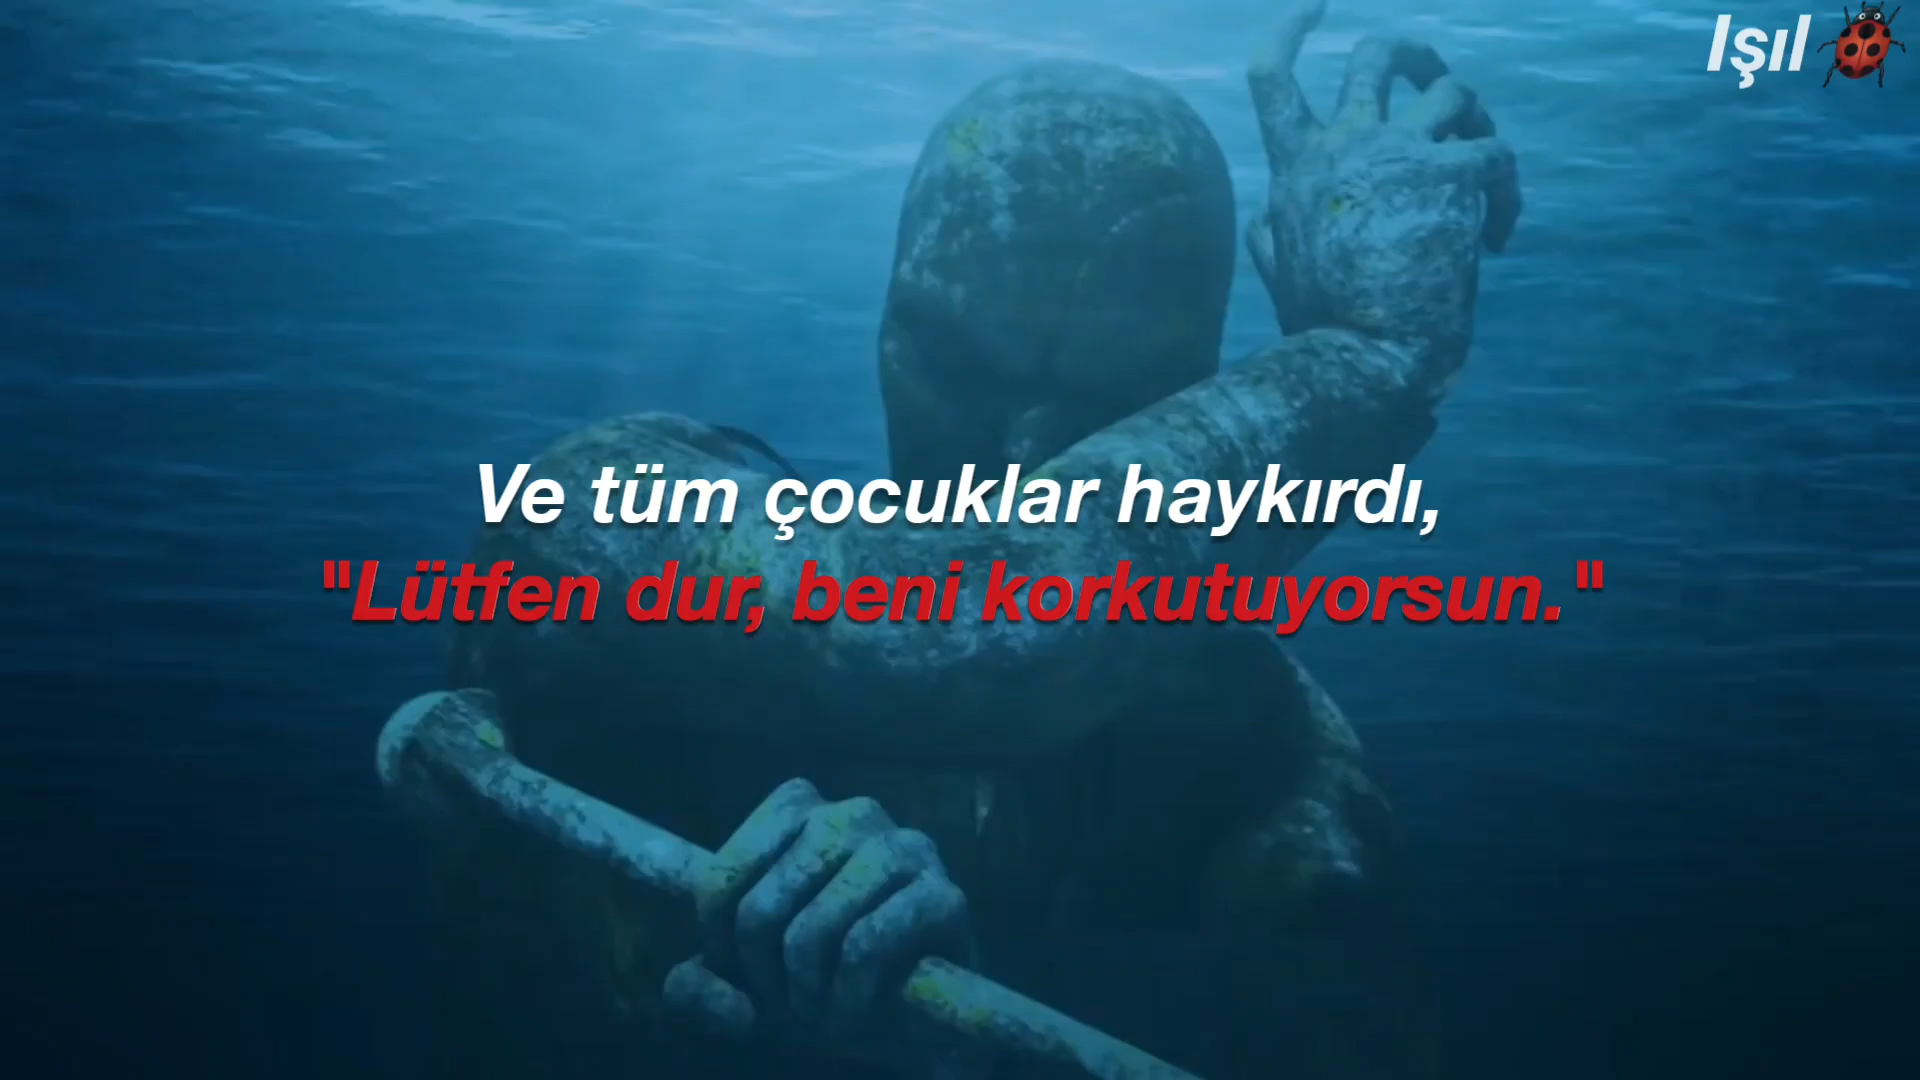 Işıl
Ve tüm çocuklar haykırdı,
"Lütfen dur, beni korkutuyorsun."